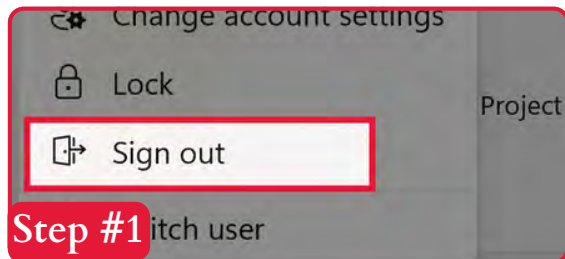 Change account settings
Lock
Project
Sign out
Step #1
itch user